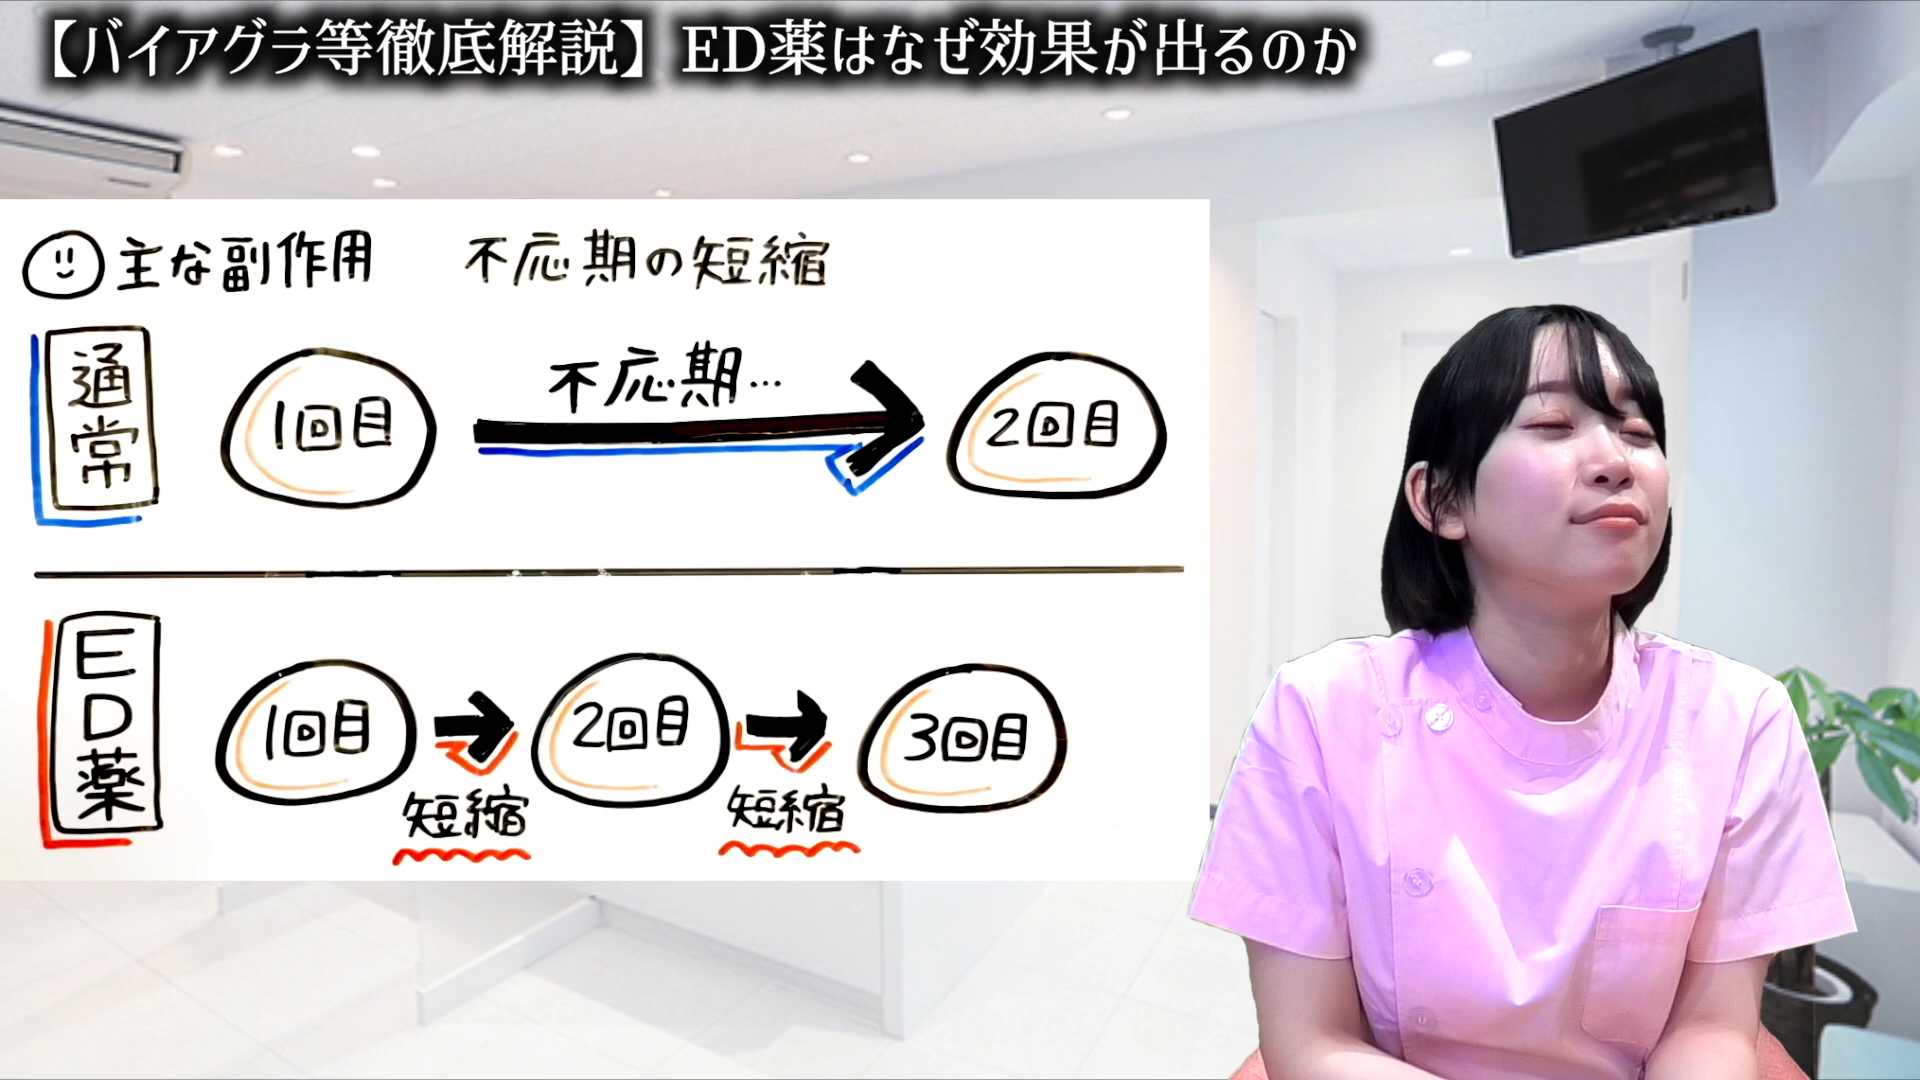 【バイアグラ等徹底解説】ED薬はなぜ効果が出るのか
主な副作用 不応期の短縮
通常
1回目
不応期…
2回目
ED薬
1回目
短縮
2回目
短縮
3回目